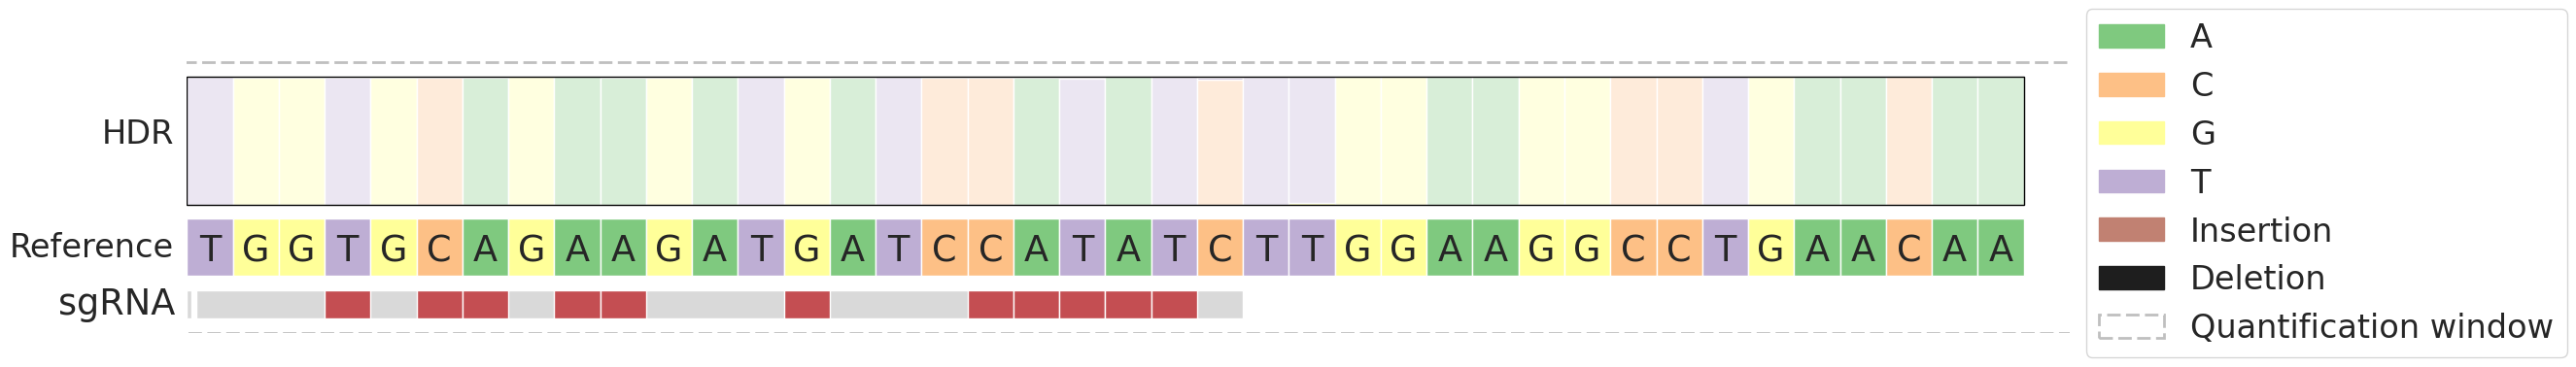 HDR
Reference T G G T G C A G A A G A T G A T C C A T A T C T T G G A A G G C C T G A A C A A
sgRNA
A
C
G
T
Insertion
Deletion
Quantification window